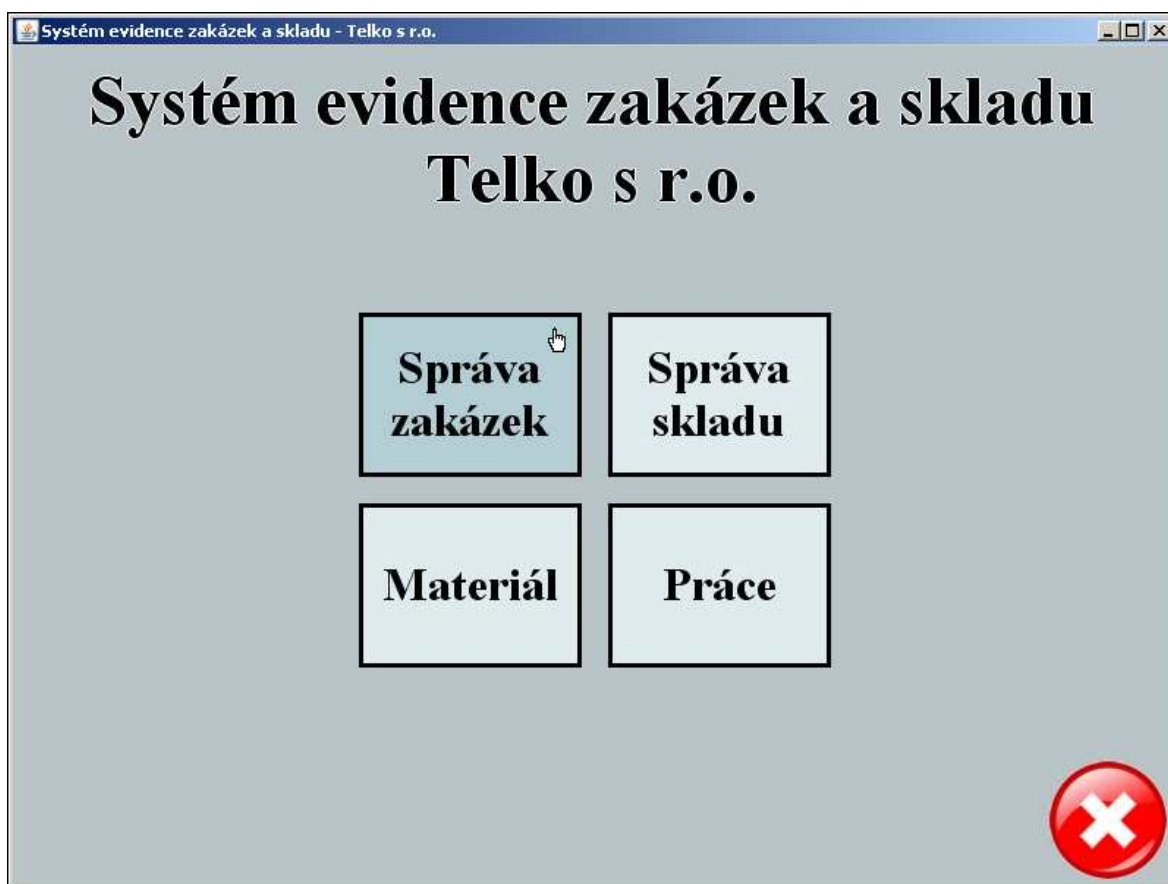 Systém evidence zakázek a skladu - Telko s r.o.
Systém evidence zakázek a skladu
Telko s r.o.
Správa
zakázek
Správa
skladu
Materiál
Práce